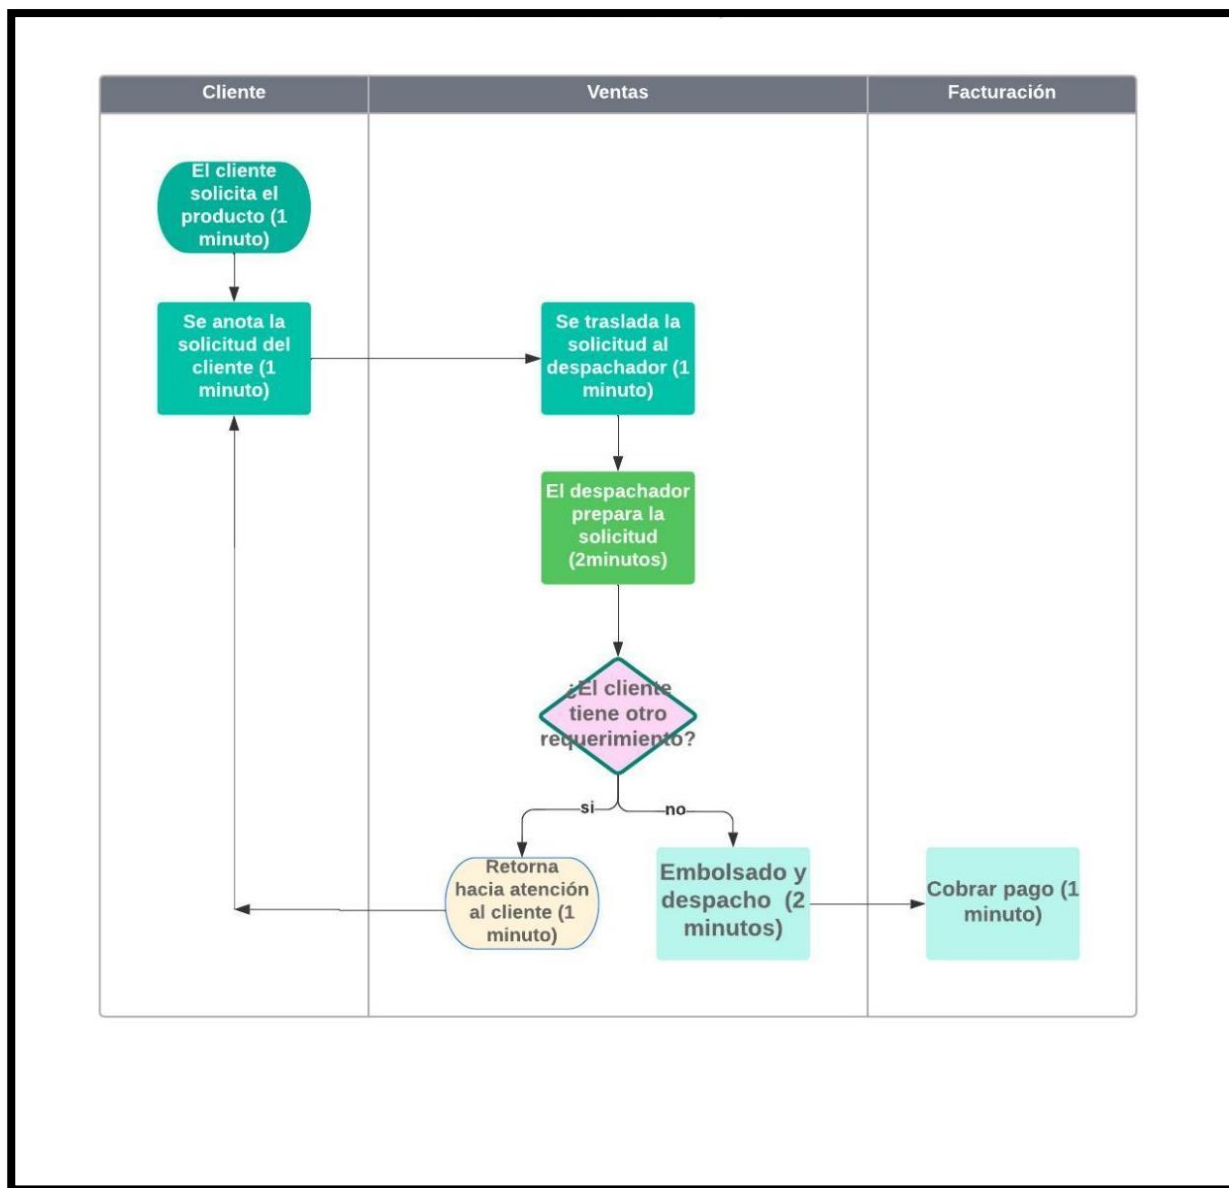 Cliente
Ventas
Facturación
El cliente
solicita el
producto (1
minuto)
Se anota la
solicitud del
cliente (1
minuto)
Se traslada la
solicitud al
despachador (1
minuto)
El despachador
prepara la
solicitud
(2minutos)
¿El cliente
tiene otro
requerimiento?
si
no
Retorna
hacia atención
al cliente (1
minuto)
Embolsado y
despacho (2
minutos)
Cobrar pago (1
minuto)